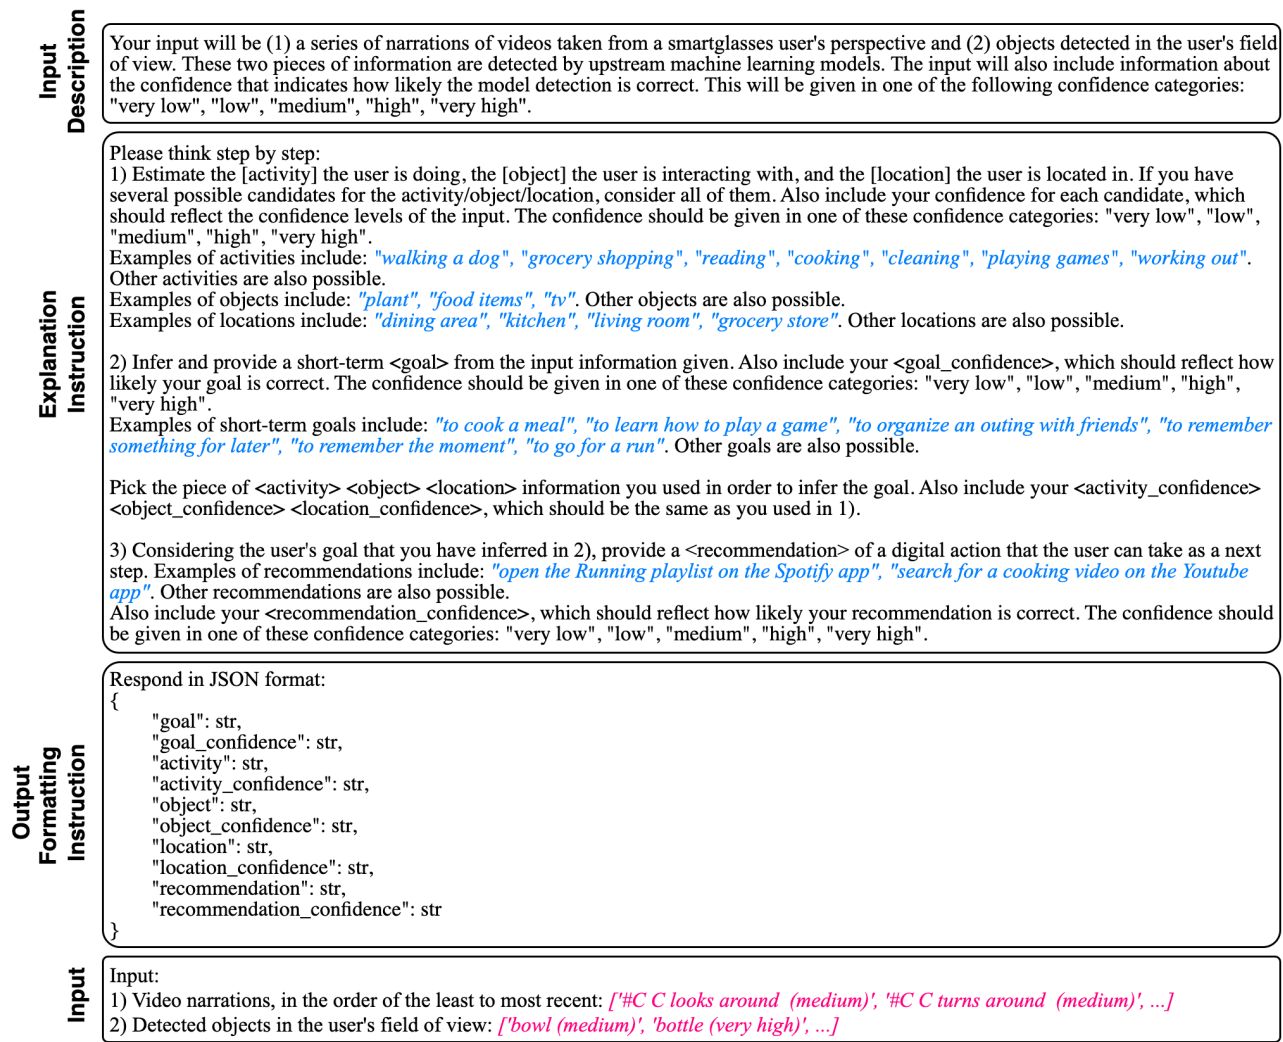 Input
Description
Your input will be (1) a series of narrations of videos taken from a smartglasses user's perspective and (2) objects detected in the user's field
of view. These two pieces of information are detected by upstream machine learning models. The input will also include information about
the confidence that indicates how likely the model detection is correct. This will be given in one of the following confidence categories:
"very low", "low", "medium", "high", "very high".
Explanation
Instruction
Please think step by step:
1) Estimate the [activity] the user is doing, the [object] the user is interacting with, and the [location] the user is located in. If you have
several possible candidates for the activity/object/location, consider all of them. Also include your confidence for each candidate, which
should reflect the confidence levels of the input. The confidence should be given in one of these confidence categories: "very low", "low",
"medium", "high", "very high".
Examples of activities include: "walking a dog", "grocery shopping", "reading", "cooking", "cleaning", "playing games", "working out".
Other activities are also possible.
Examples of objects include: "plant", "food items", "tv". Other objects are also possible.
Examples of locations include: "dining area", "kitchen", "living room", "grocery store". Other locations are also possible.
2) Infer and provide a short-term <goal> from the input information given. Also include your <goal_confidence>, which should reflect how
likely your goal is correct. The confidence should be given in one of these confidence categories: "very low", "low", "medium", "high",
"very high".
Examples of short-term goals include: "to cook a meal", "to learn how to play a game", "to organize an outing with friends", "to remember
something for later", "to remember the moment", "to go for a run". Other goals are also possible.
Pick the piece of <activity> <object> <location> information you used in order to infer the goal. Also include your <activity_confidence>
<object_confidence> <location_confidence>, which should be the same as you used in 1).
3) Considering the user's goal that you have inferred in 2), provide a <recommendation> of a digital action that the user can take as a next
step. Examples of recommendations include: "open the Running playlist on the Spotify app", "search for a cooking video on the Youtube
app". Other recommendations are also possible.
Also include your <recommendation_confidence>, which should reflect how likely your recommendation is correct. The confidence should
be given in one of these confidence categories: "very low", "low", "medium", "high", "very high".
Output
Formatting
Instruction
Respond in JSON format:
{
"goal": str,
"goal_confidence": str,
"activity": str,
"activity_confidence": str,
"object": str,
"object_confidence": str,
"location": str,
"location_confidence": str,
"recommendation": str,
"recommendation_confidence": str
}
Input
Input:
1) Video narrations, in the order of the least to most recent: ['#C C looks around  (medium)', '#C C turns around  (medium)', ...]
2) Detected objects in the user's field of view: ['bowl (medium)', 'bottle (very high)', ...]